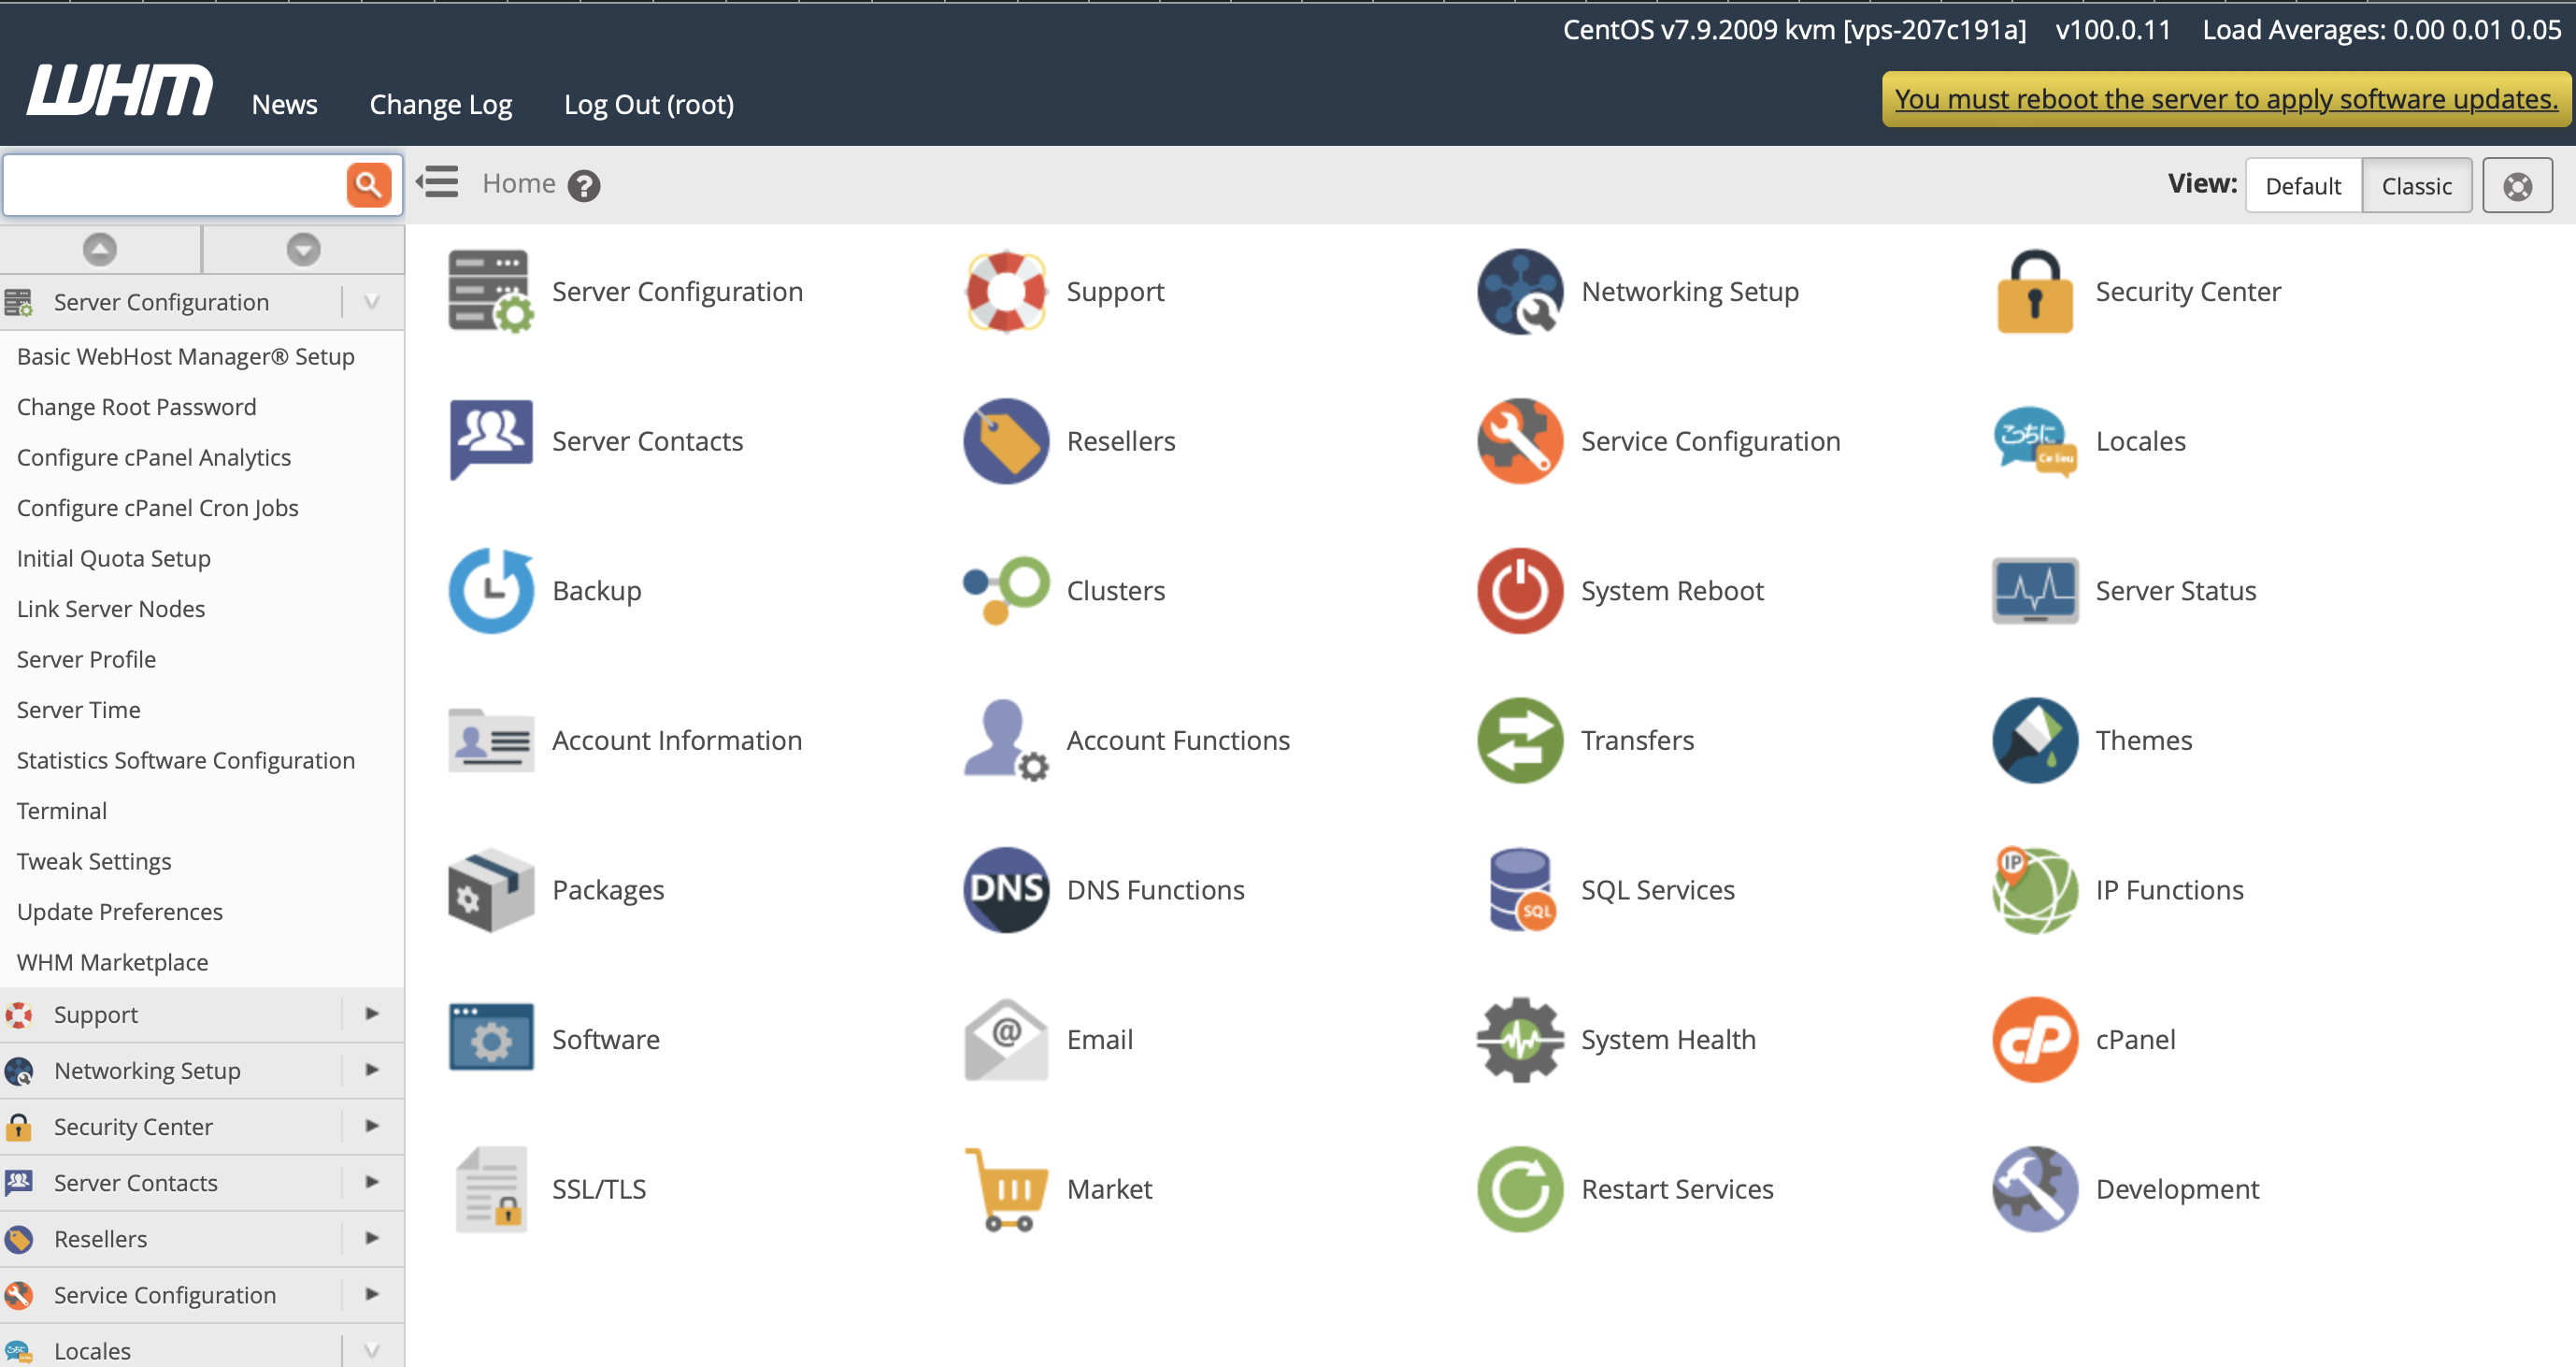 CentOS v7.9.2009 kvm [vps-207c191a] v100.0.11 Load Averages: 0.00 0.01 0.05
WHM News Change Log Log Out (root)
You must reboot the server to apply software updates.
Home
View: Default Classic
Server Configuration
Basic WebHost Manager® Setup
Change Root Password
Configure cPanel Analytics
Configure cPanel Cron Jobs
Initial Quota Setup
Link Server Nodes
Server Profile
Server Time
Statistics Software Configuration
Terminal
Tweak Settings
Update Preferences
WHM Marketplace
Support
Networking Setup
Security Center
Server Contacts
Resellers
Service Configuration
Locales
Server Configuration
Support
Networking Setup
Security Center
Server Contacts
Resellers
Service Configuration
Ce lieu
Locales
Backup
Clusters
System Reboot
Server Status
Account Information
Account Functions
Transfers
Themes
Packages
DNS
DNS Functions
SQL
SQL Services
IP
IP Functions
Software
@
Email
System Health
cP
cPanel
SSL/TLS
Market
Restart Services
Development